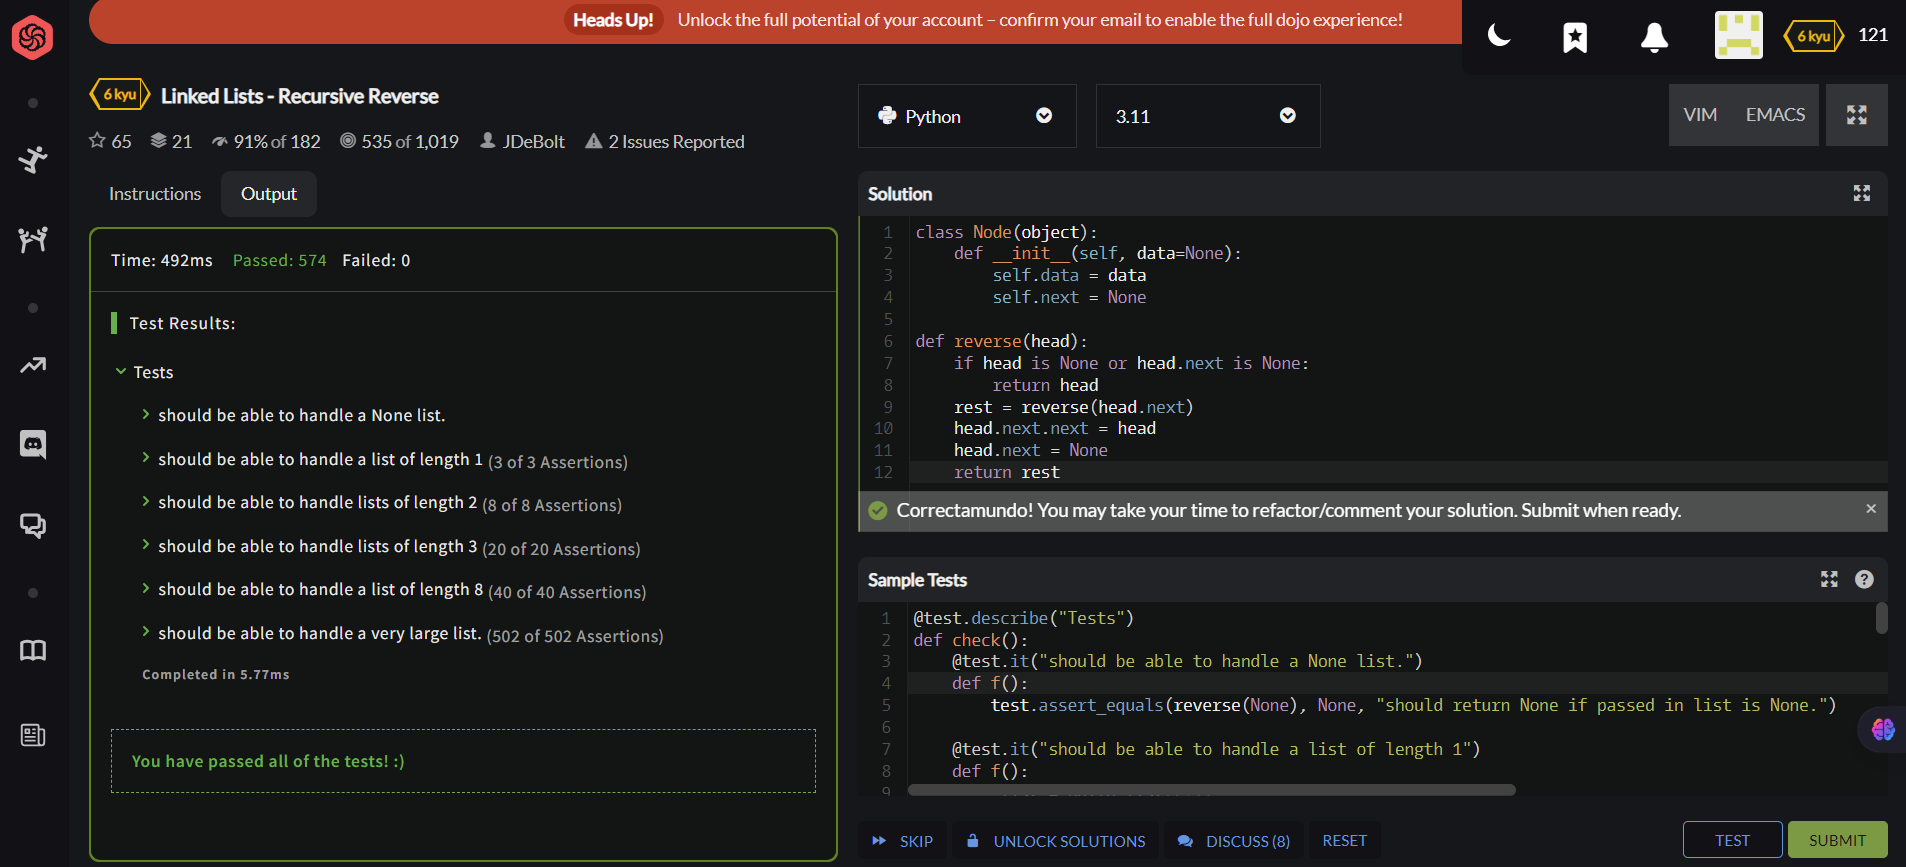 Heads Up! Unlock the full potential of your account – confirm your email to enable the full dojo experience!
6 kyu 121
6 kyu Linked Lists - Recursive Reverse
65 21 91% of 182 535 of 1,019 JDeBolt 2 Issues Reported
Instructions Output
Time: 492ms Passed: 574 Failed: 0
Test Results:
Tests
should be able to handle a None list.
should be able to handle a list of length 1 (3 of 3 Assertions)
should be able to handle lists of length 2 (8 of 8 Assertions)
should be able to handle lists of length 3 (20 of 20 Assertions)
should be able to handle a list of length 8 (40 of 40 Assertions)
should be able to handle a very large list. (502 of 502 Assertions)
Completed in 5.77ms
You have passed all of the tests! :)
Python 3.11 VIM EMACS
Solution
1 class Node(object):
2     def __init__(self, data=None):
3         self.data = data
4         self.next = None
5
6 def reverse(head):
7     if head is None or head.next is None:
8         return head
9     rest = reverse(head.next)
10     head.next.next = head
11     head.next = None
12     return rest
Correctamundo! You may take your time to refactor/comment your solution. Submit when ready. ×
Sample Tests ?
1 @test.describe("Tests")
2 def check():
3     @test.it("should be able to handle a None list.")
4     def f():
5         test.assert_equals(reverse(None), None, "should return None if passed in list is None.")
6
7     @test.it("should be able to handle a list of length 1")
8     def f():
9
SKIP UNLOCK SOLUTIONS DISCUSS (8) RESET TEST SUBMIT